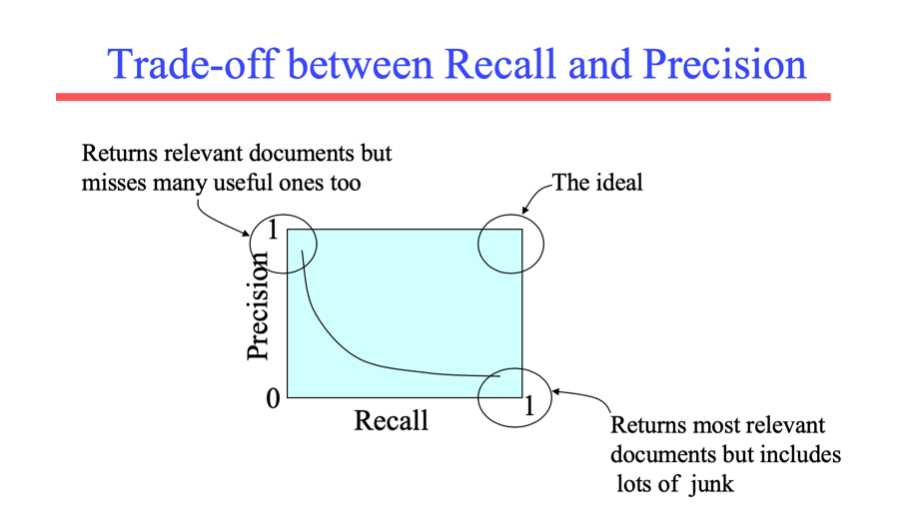 Trade-off between Recall and Precision
Returns relevant documents but
misses many useful ones too
The ideal
1
Precision
0
Recall
1
Returns most relevant
documents but includes
lots of junk